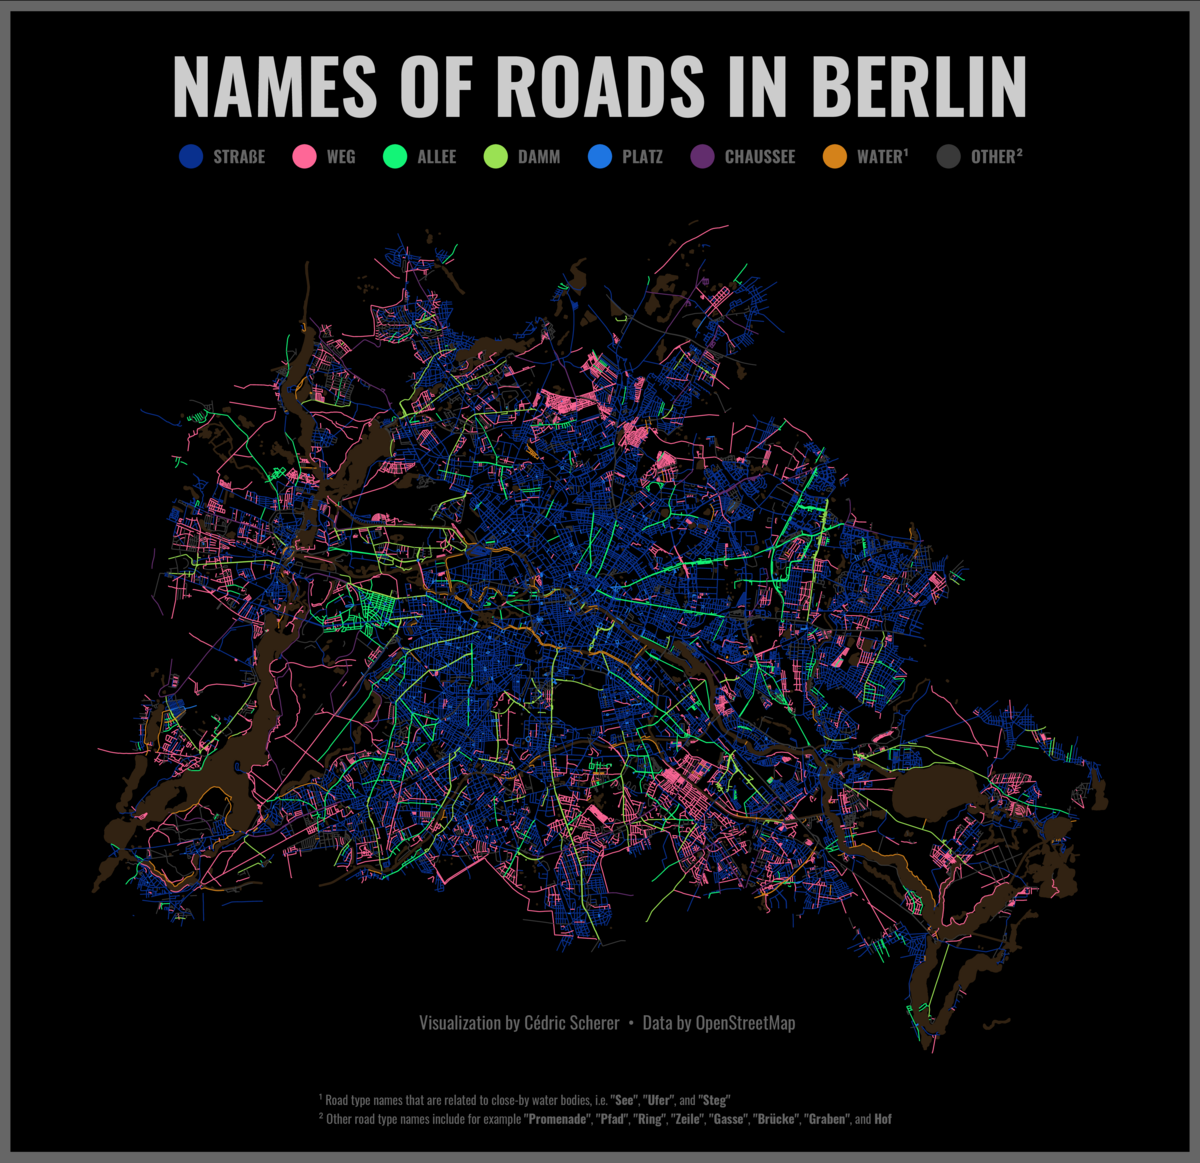 NAMES OF ROADS IN BERLIN
STRAßE WEG ALLEE DAMM PLATZ CHAUSSEE WATER¹ OTHER²
Visualization by Cédric Scherer • Data by OpenStreetMap
¹ Road type names that are related to close-by water bodies, i.e. "See", "Ufer", and "Steg"
² Other road type names include for example "Promenade", "Pfad", "Ring", "Zeile", "Gasse", "Brücke", "Graben", and Hof